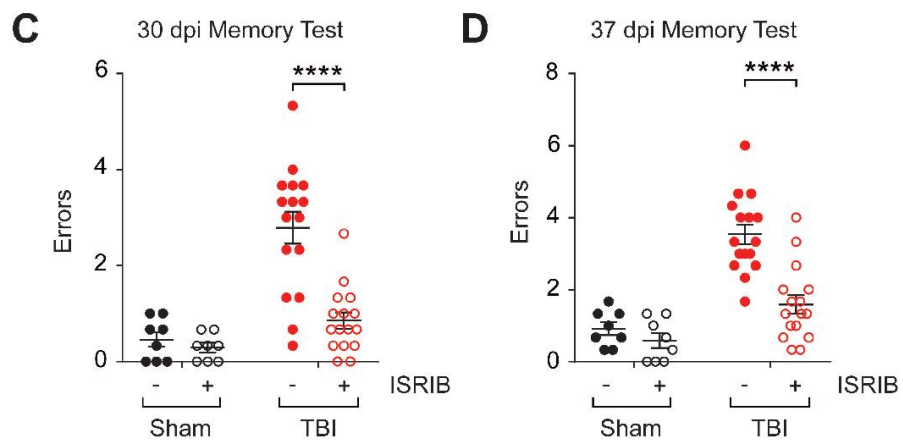 C 30 dpi Memory Test
****
6
4
2
0
Errors
- + - + ISRIB
Sham TBI
D 37 dpi Memory Test
****
8
6
4
2
0
Errors
- + - + ISRIB
Sham TBI